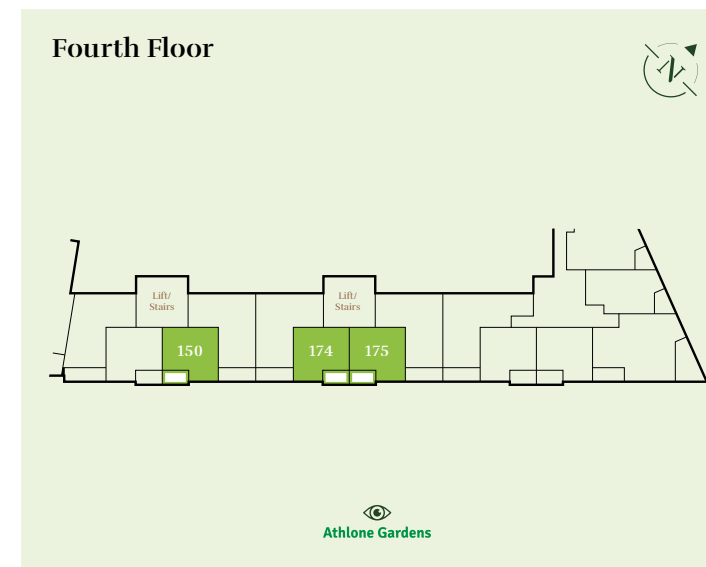 Fourth Floor
N
Lift/
Stairs
Lift/
Stairs
150
174
175
Athlone Gardens